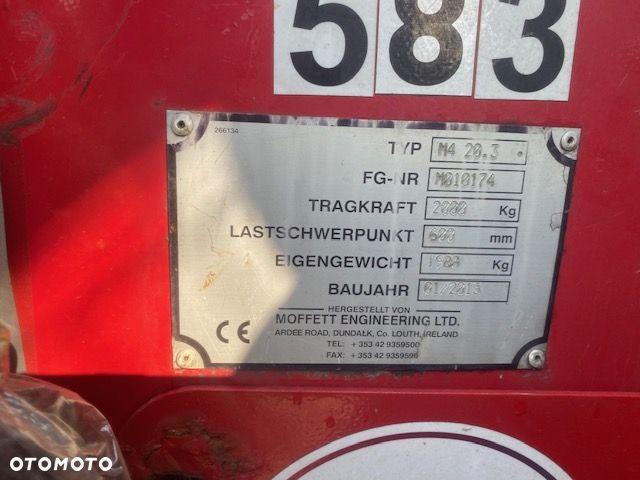 583
266134
TYP M4 20.3
FG-NR M010174
TRAGKRAFT 2000 Kg
LASTSCHWERPUNKT 600 mm
EIGENGEWICHT Kg
BAUJAHR 01/2013
HERGESTELLT VON
MOFFETT ENGINEERING LTD.
ARDEE ROAD, DUNDALK, Co. LOUTH, IRELAND
TEL: +353 42 9359500
FAX: +353 42 9359596
CE
OTOMOTO